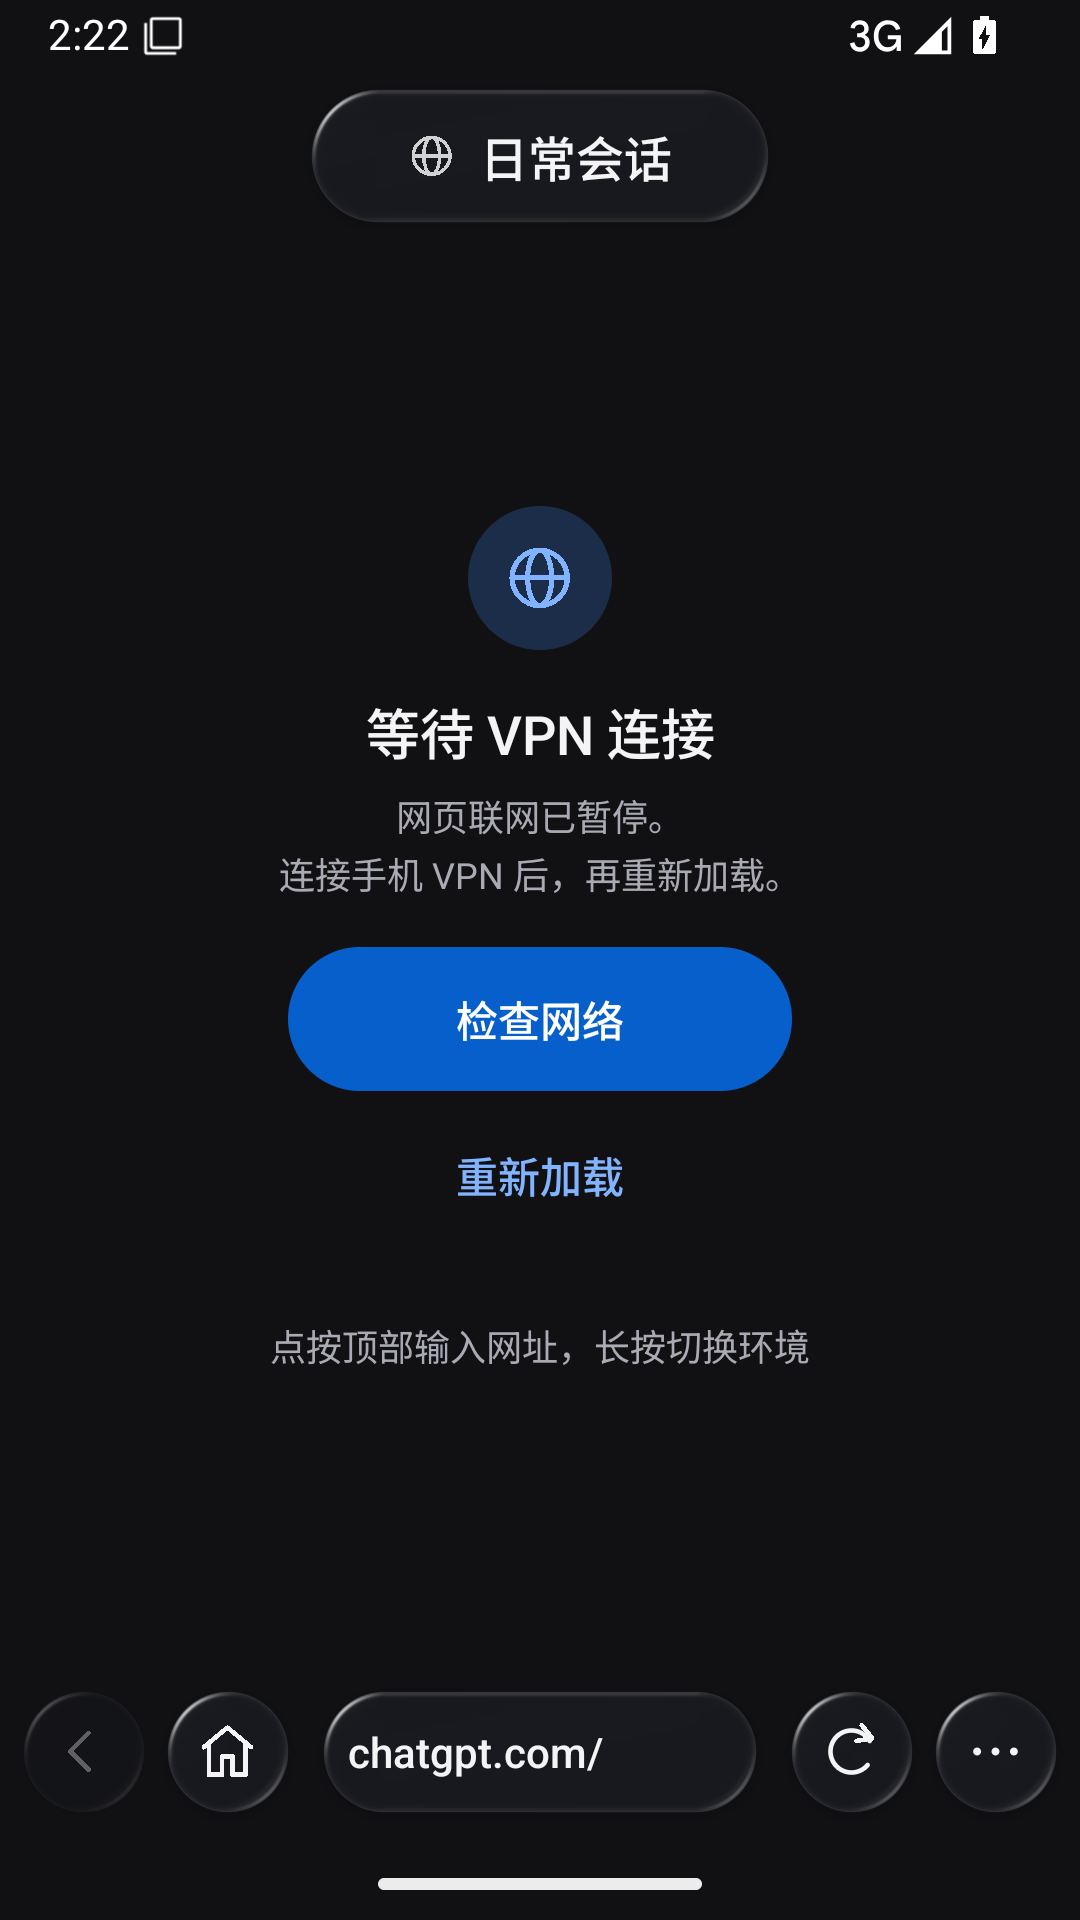 2:22
3G
日常会话
等待 VPN 连接
网页联网已暂停。
连接手机 VPN 后，再重新加载。
检查网络
重新加载
点按顶部输入网址，长按切换环境
chatgpt.com/